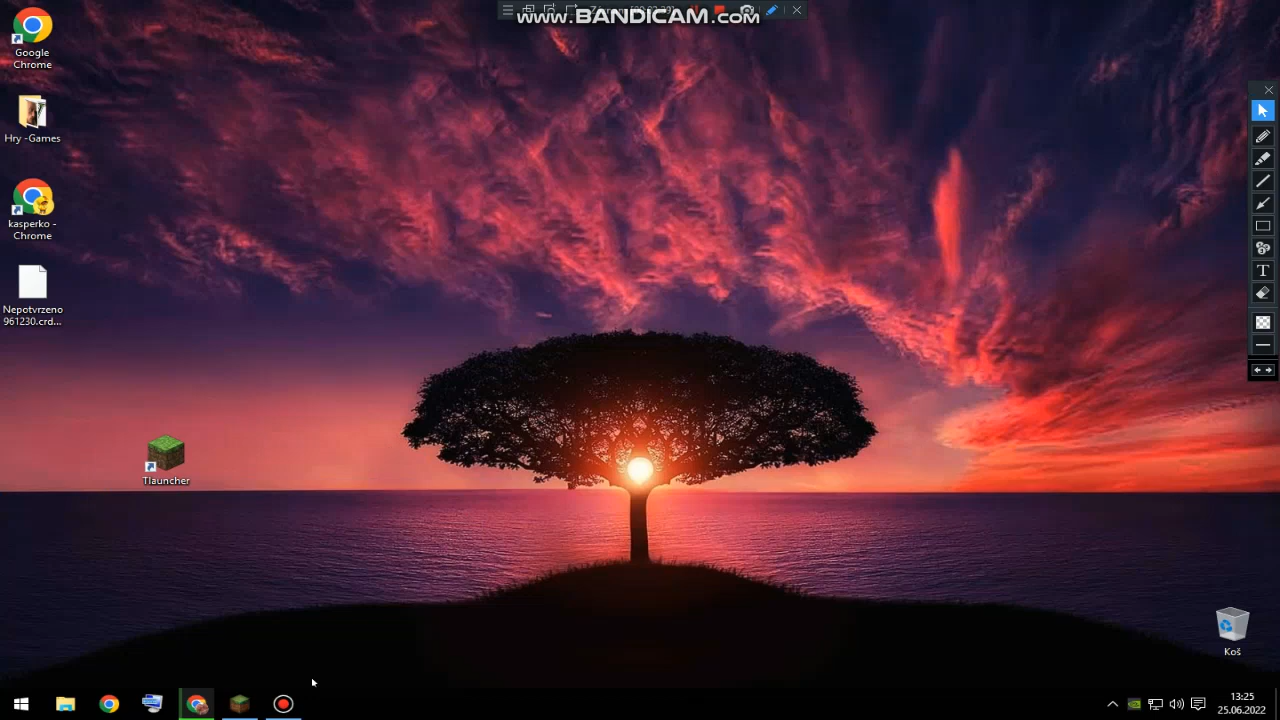 www.BANDICAM.com
Google
Chrome
Hry -Games
kasperko -
Chrome
Nepotvrzeno
961230.crd...
Tlauncher
T
Koš
13:25
25.06.2022